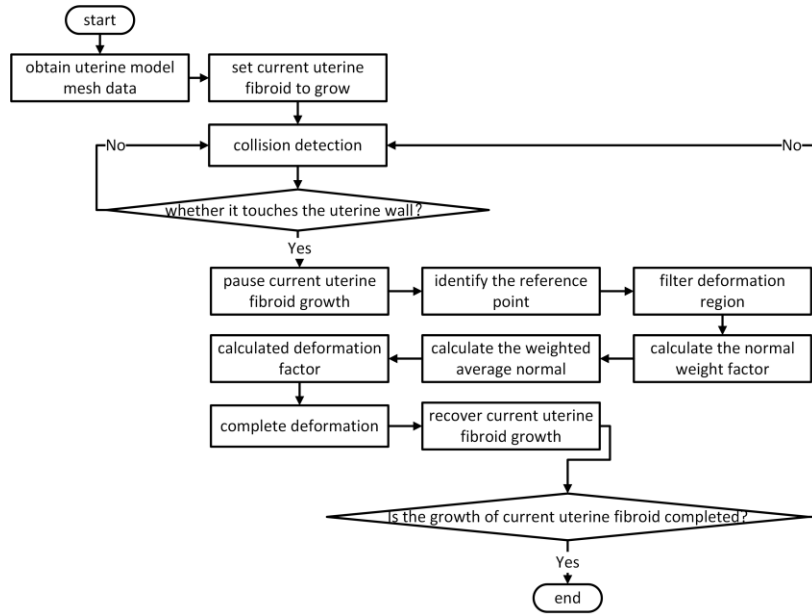 start
obtain uterine model
mesh data
set current uterine
fibroid to grow
No
collision detection
No
whether it touches the uterine wall?
Yes
pause current uterine
fibroid growth
identify the reference
point
filter deformation
region
calculated deformation
factor
calculate the weighted
average normal
calculate the normal
weight factor
complete deformation
recover current uterine
fibroid growth
Is the growth of current uterine fibroid completed?
Yes
end